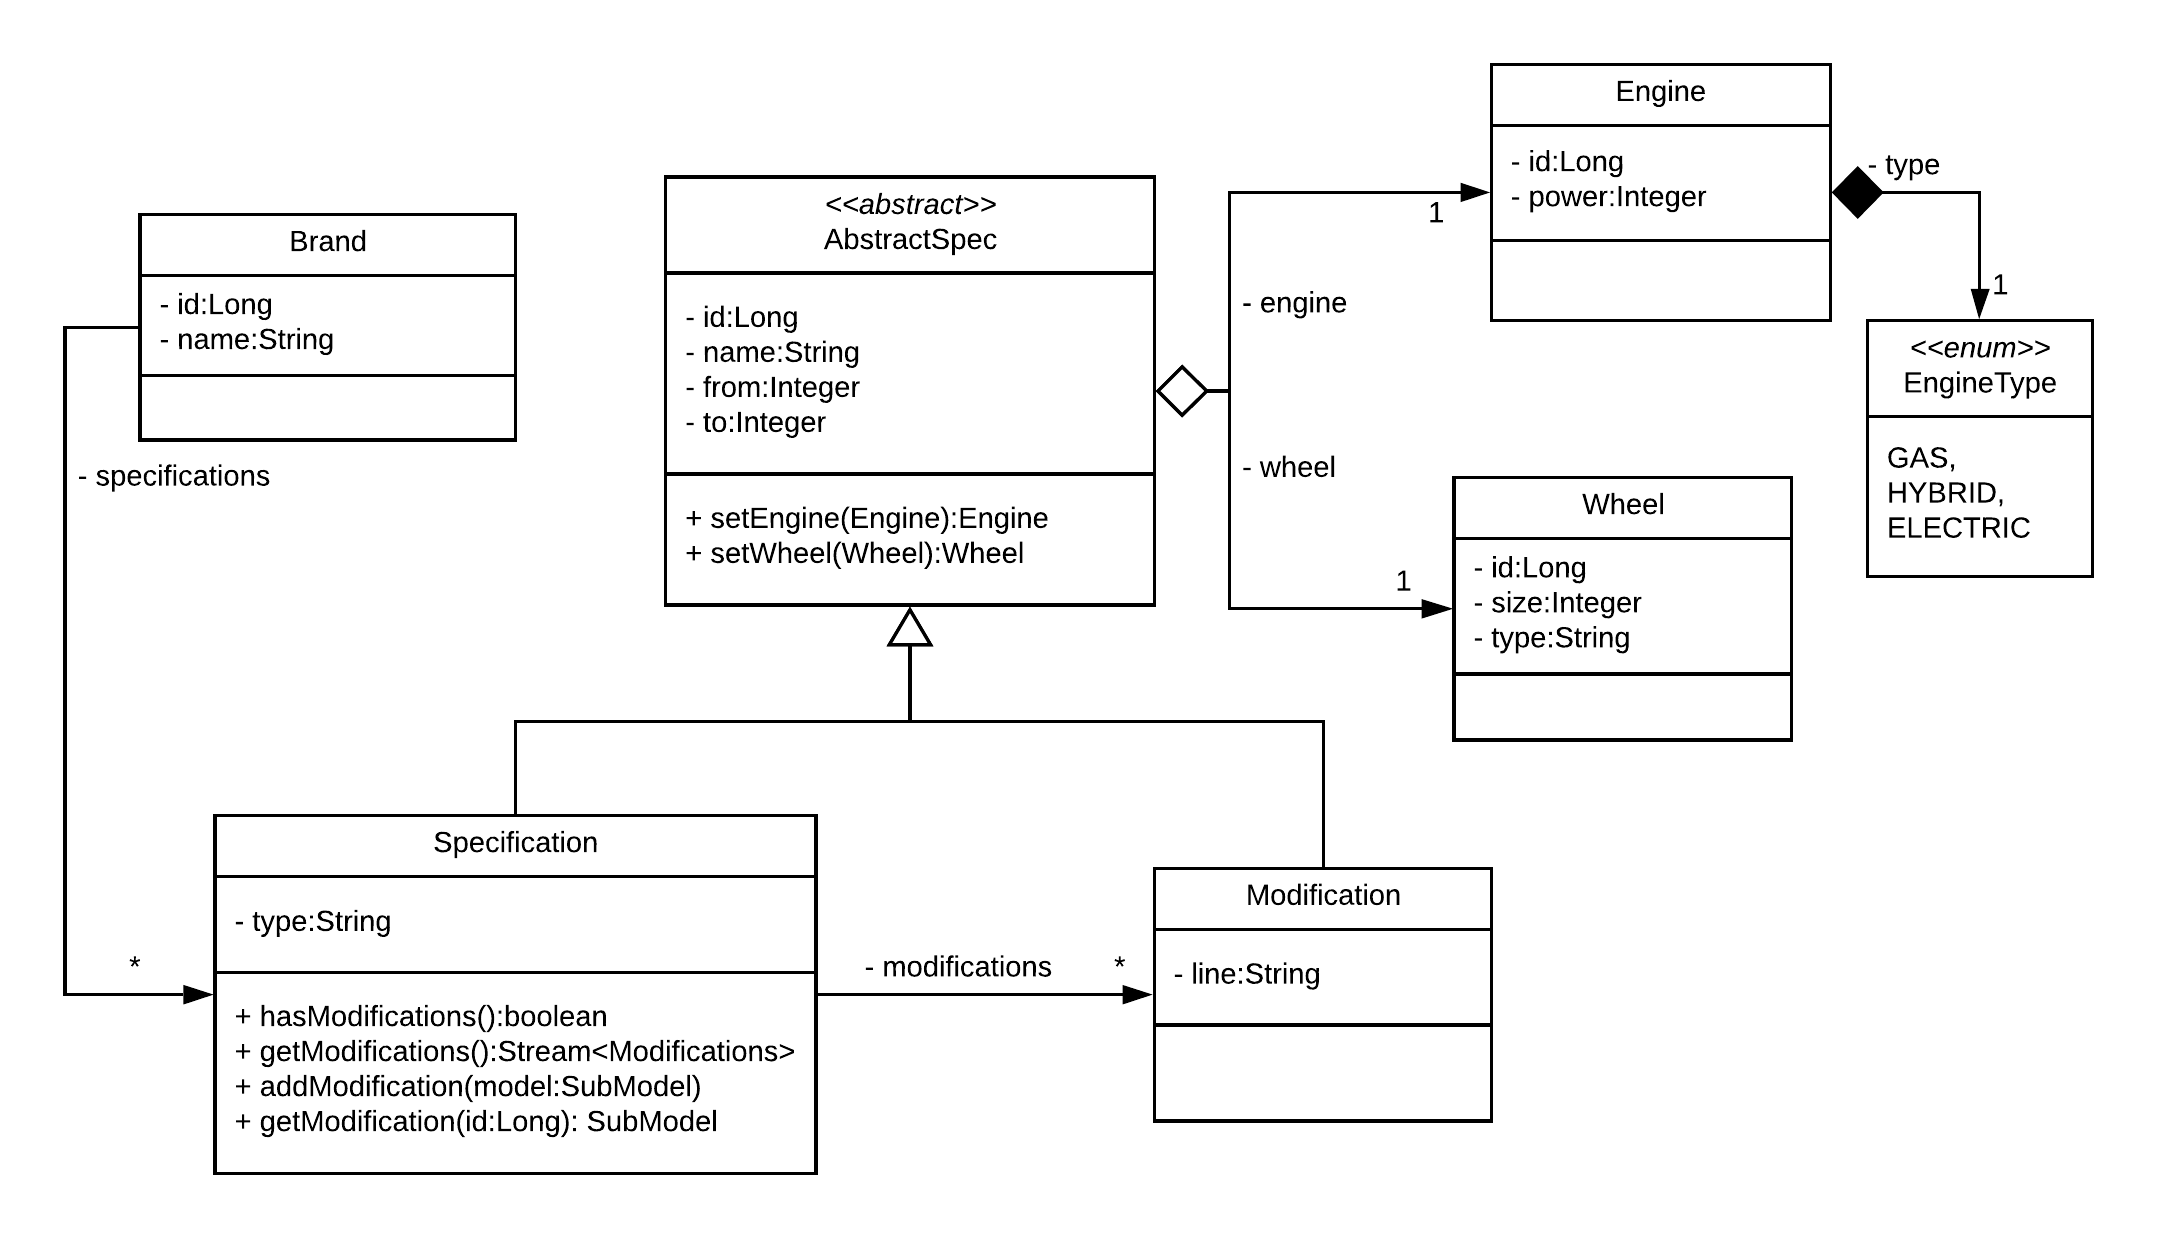 Brand
- id:Long
- name:String
- specifications
*
<<abstract>>
AbstractSpec
- id:Long
- name:String
- from:Integer
- to:Integer
+ setEngine(Engine):Engine
+ setWheel(Wheel):Wheel
- engine
1
- wheel
1
Engine
- id:Long
- power:Integer
- type
1
<<enum>>
EngineType
GAS,
HYBRID,
ELECTRIC
Wheel
- id:Long
- size:Integer
- type:String
Specification
- type:String
+ hasModifications():boolean
+ getModifications():Stream<Modifications>
+ addModification(model:SubModel)
+ getModification(id:Long): SubModel
- modifications
*
Modification
- line:String